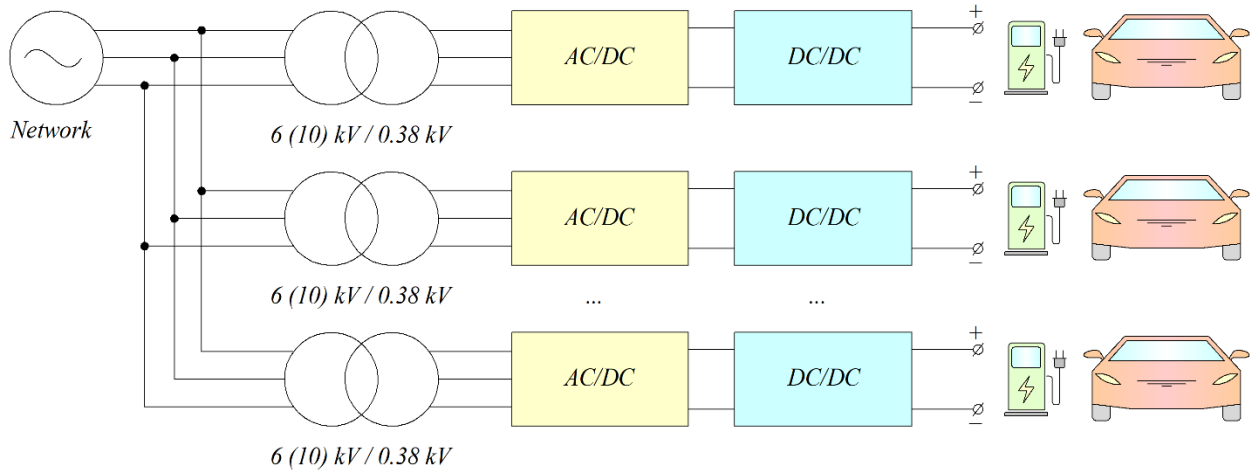 AC/DC DC/DC + −
Network
6 (10) kV / 0.38 kV
AC/DC DC/DC + −
6 (10) kV / 0.38 kV
... ...
AC/DC DC/DC + −
6 (10) kV / 0.38 kV